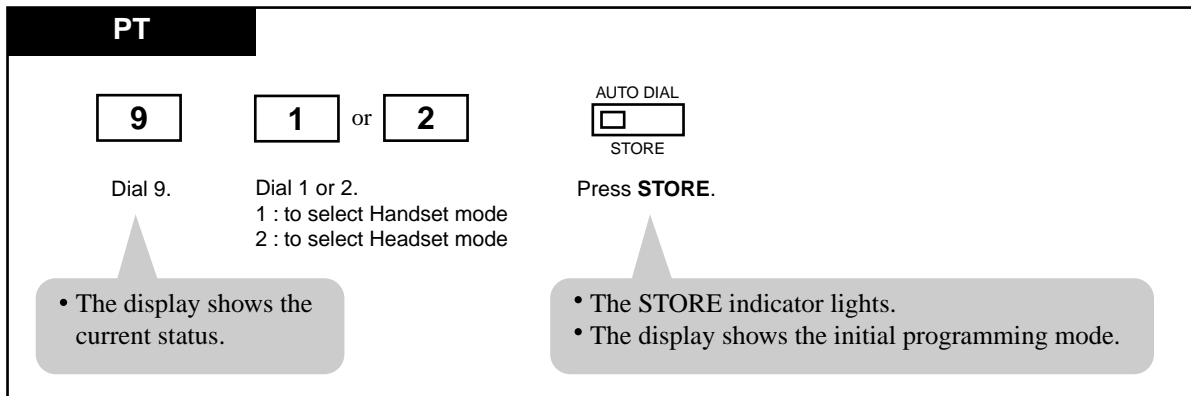 PT
9 1 or 2
AUTO DIAL
STORE
Dial 9.
Dial 1 or 2.
1 : to select Handset mode
2 : to select Headset mode
Press STORE.
• The display shows the
current status.
• The STORE indicator lights.
• The display shows the initial programming mode.